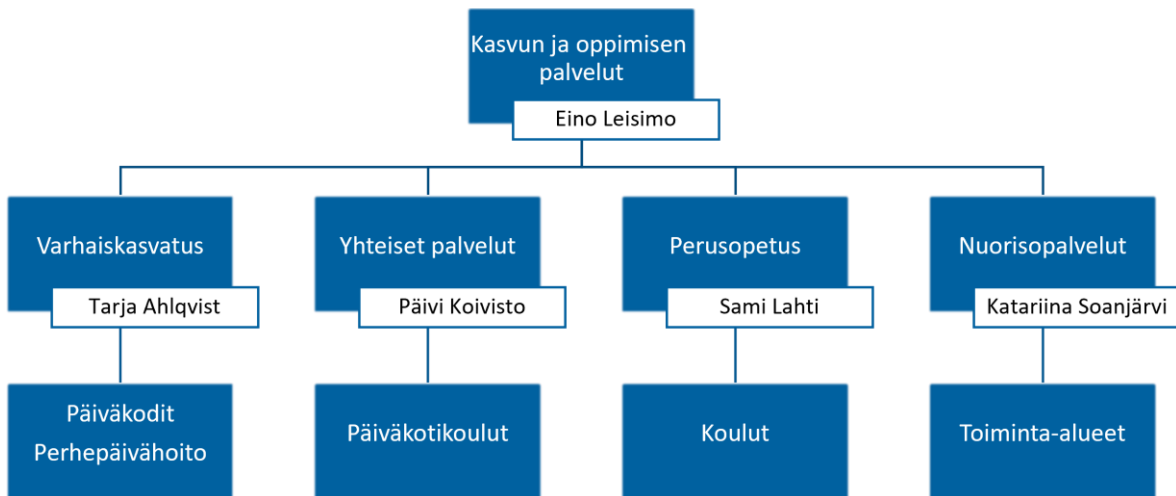 Kasvun ja oppimisen
palvelut
Eino Leisimo
Varhaiskasvatus
Tarja Ahlqvist
Yhteiset palvelut
Päivi Koivisto
Perusopetus
Sami Lahti
Nuorisopalvelut
Katariina Soanjärvi
Päiväkodit
Perhepäivähoito
Päiväkotikoulut
Koulut
Toiminta-alueet